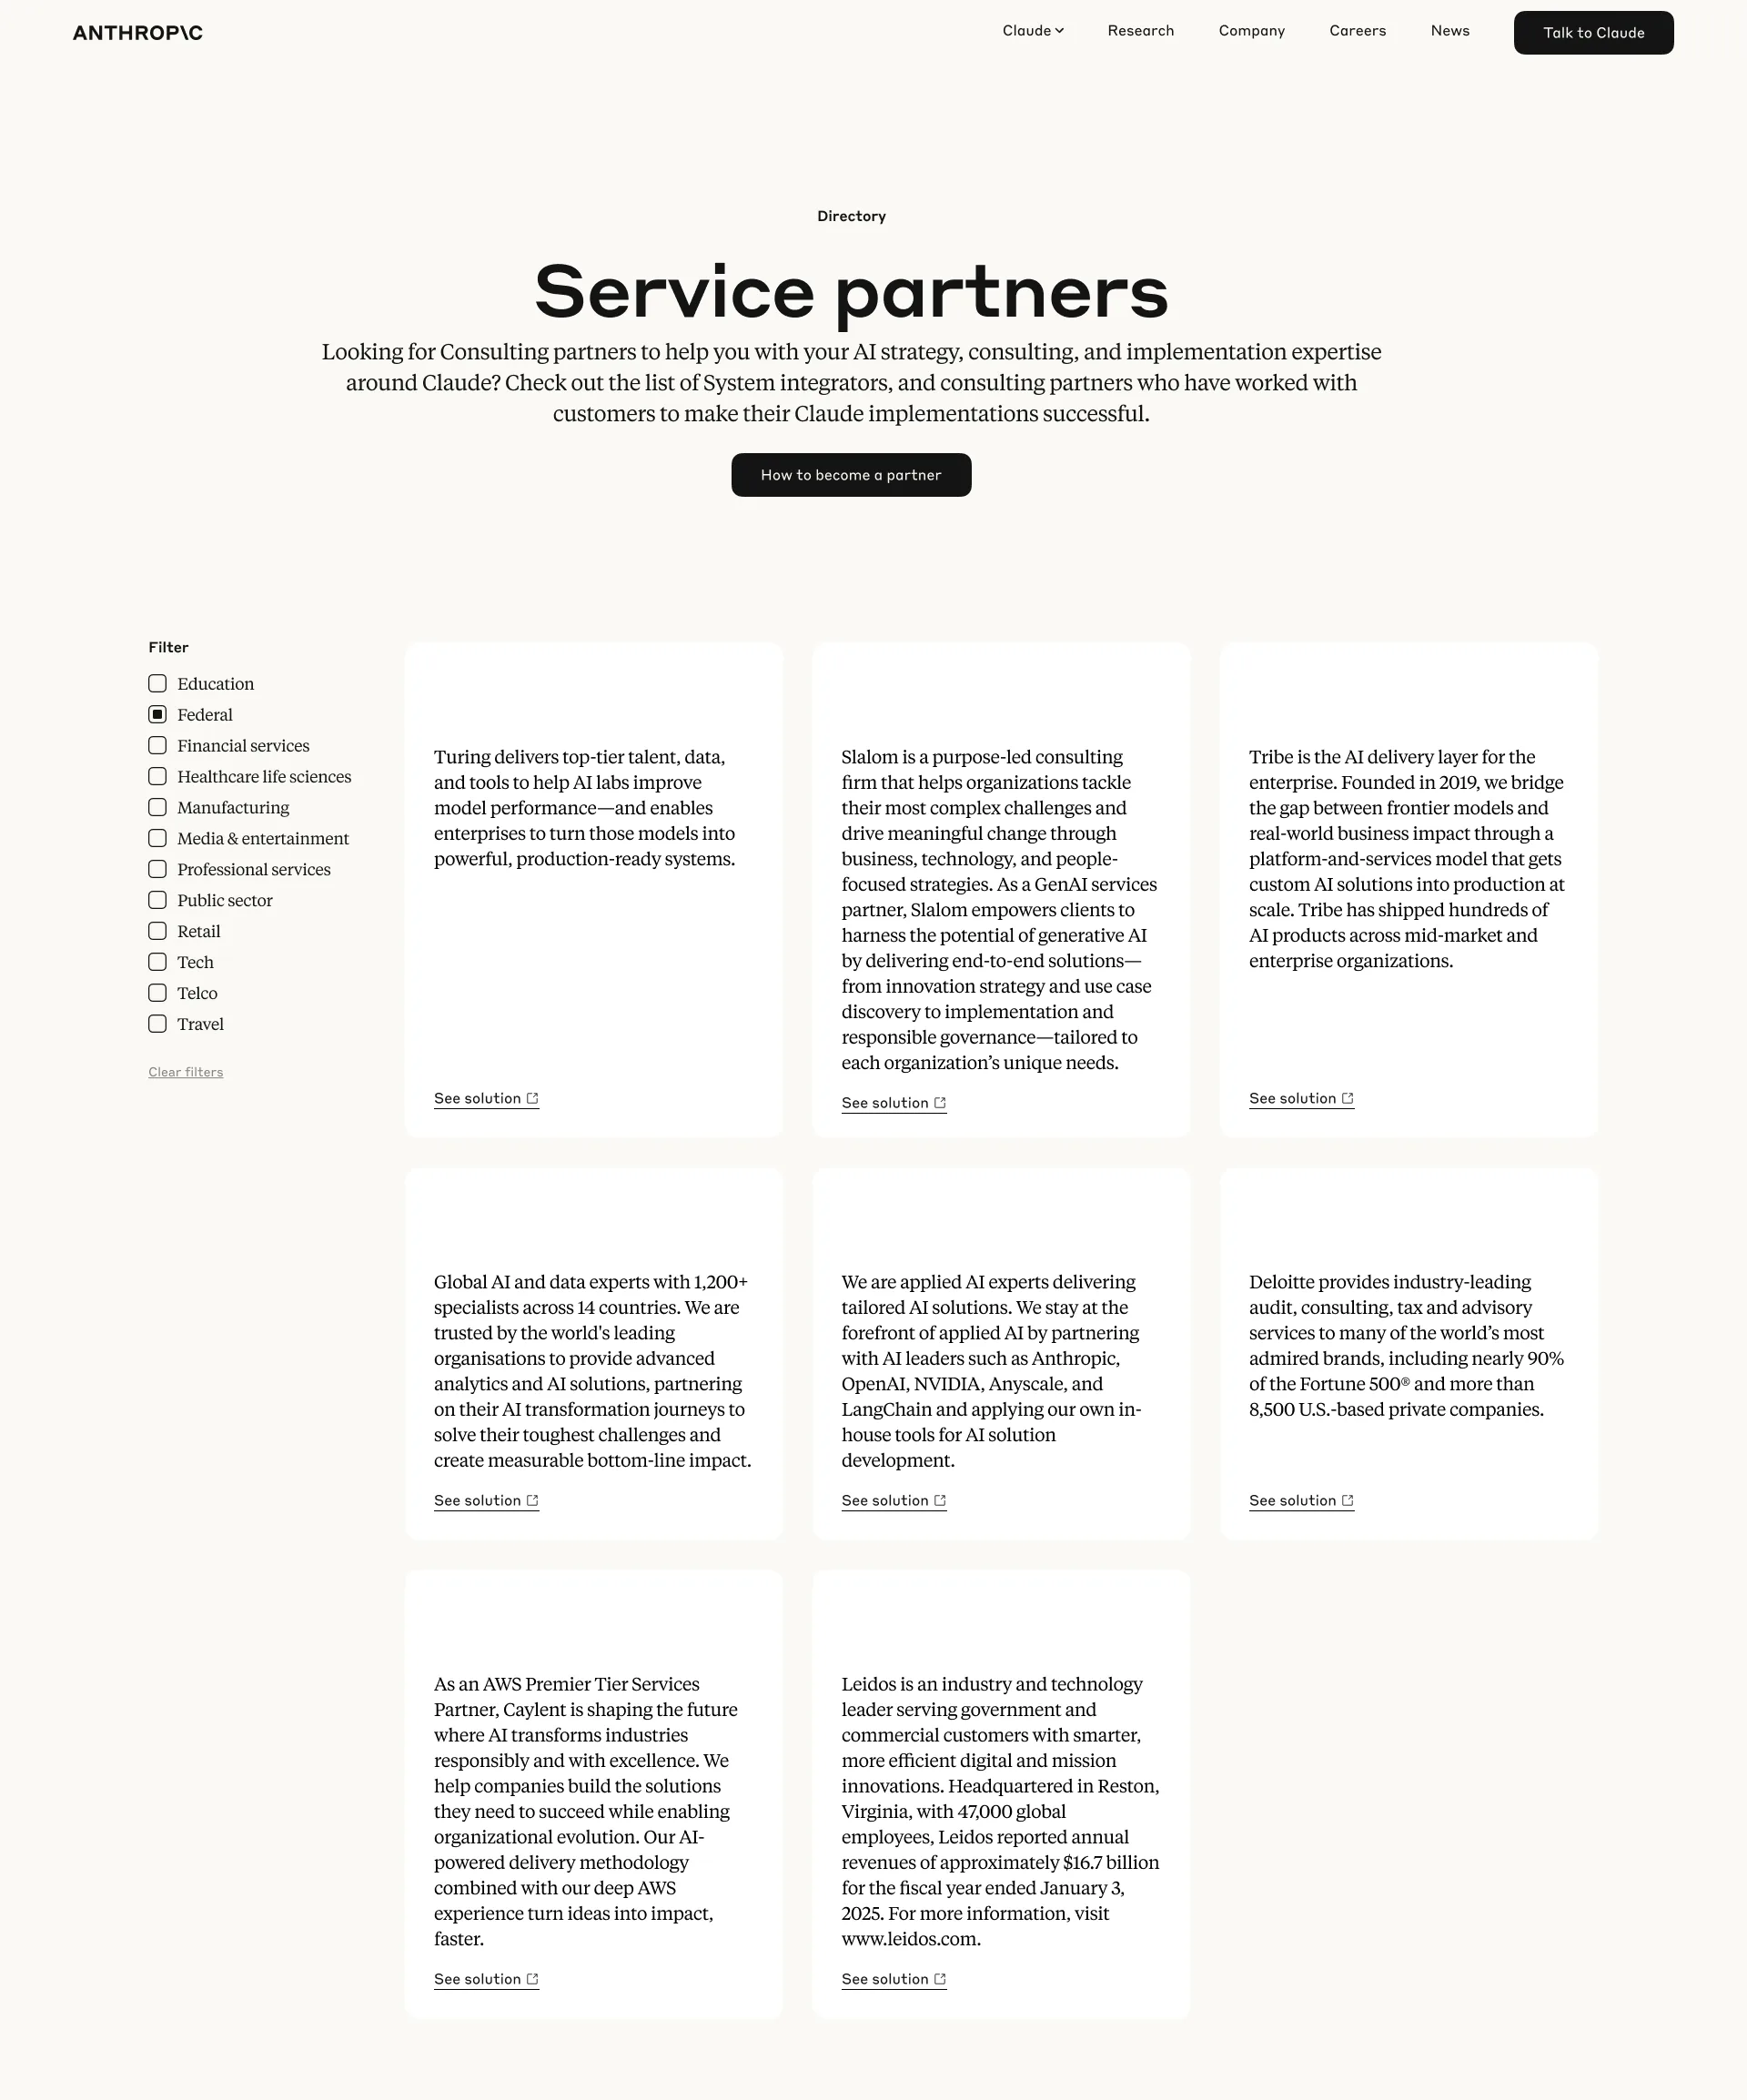 ANTHROP\C
Claude
Research
Company
Careers
News
Talk to Claude
Directory
Service partners
Looking for Consulting partners to help you with your AI strategy, consulting, and implementation expertise
around Claude? Check out the list of System integrators, and consulting partners who have worked with
customers to make their Claude implementations successful.
How to become a partner
Filter
Education
Federal
Financial services
Healthcare life sciences
Manufacturing
Media & entertainment
Professional services
Public sector
Retail
Tech
Telco
Travel
Clear filters
Turing delivers top-tier talent, data,
and tools to help AI labs improve
model performance—and enables
enterprises to turn those models into
powerful, production-ready systems.
See solution
Slalom is a purpose-led consulting
firm that helps organizations tackle
their most complex challenges and
drive meaningful change through
business, technology, and people-
focused strategies. As a GenAI services
partner, Slalom empowers clients to
harness the potential of generative AI
by delivering end-to-end solutions—
from innovation strategy and use case
discovery to implementation and
responsible governance—tailored to
each organization’s unique needs.
See solution
Tribe is the AI delivery layer for the
enterprise. Founded in 2019, we bridge
the gap between frontier models and
real-world business impact through a
platform-and-services model that gets
custom AI solutions into production at
scale. Tribe has shipped hundreds of
AI products across mid-market and
enterprise organizations.
See solution
Global AI and data experts with 1,200+
specialists across 14 countries. We are
trusted by the world's leading
organisations to provide advanced
analytics and AI solutions, partnering
on their AI transformation journeys to
solve their toughest challenges and
create measurable bottom-line impact.
See solution
We are applied AI experts delivering
tailored AI solutions. We stay at the
forefront of applied AI by partnering
with AI leaders such as Anthropic,
OpenAI, NVIDIA, Anyscale, and
LangChain and applying our own in-
house tools for AI solution
development.
See solution
Deloitte provides industry-leading
audit, consulting, tax and advisory
services to many of the world’s most
admired brands, including nearly 90%
of the Fortune 500® and more than
8,500 U.S.-based private companies.
See solution
As an AWS Premier Tier Services
Partner, Caylent is shaping the future
where AI transforms industries
responsibly and with excellence. We
help companies build the solutions
they need to succeed while enabling
organizational evolution. Our AI-
powered delivery methodology
combined with our deep AWS
experience turn ideas into impact,
faster.
See solution
Leidos is an industry and technology
leader serving government and
commercial customers with smarter,
more efficient digital and mission
innovations. Headquartered in Reston,
Virginia, with 47,000 global
employees, Leidos reported annual
revenues of approximately $16.7 billion
for the fiscal year ended January 3,
2025. For more information, visit
www.leidos.com.
See solution